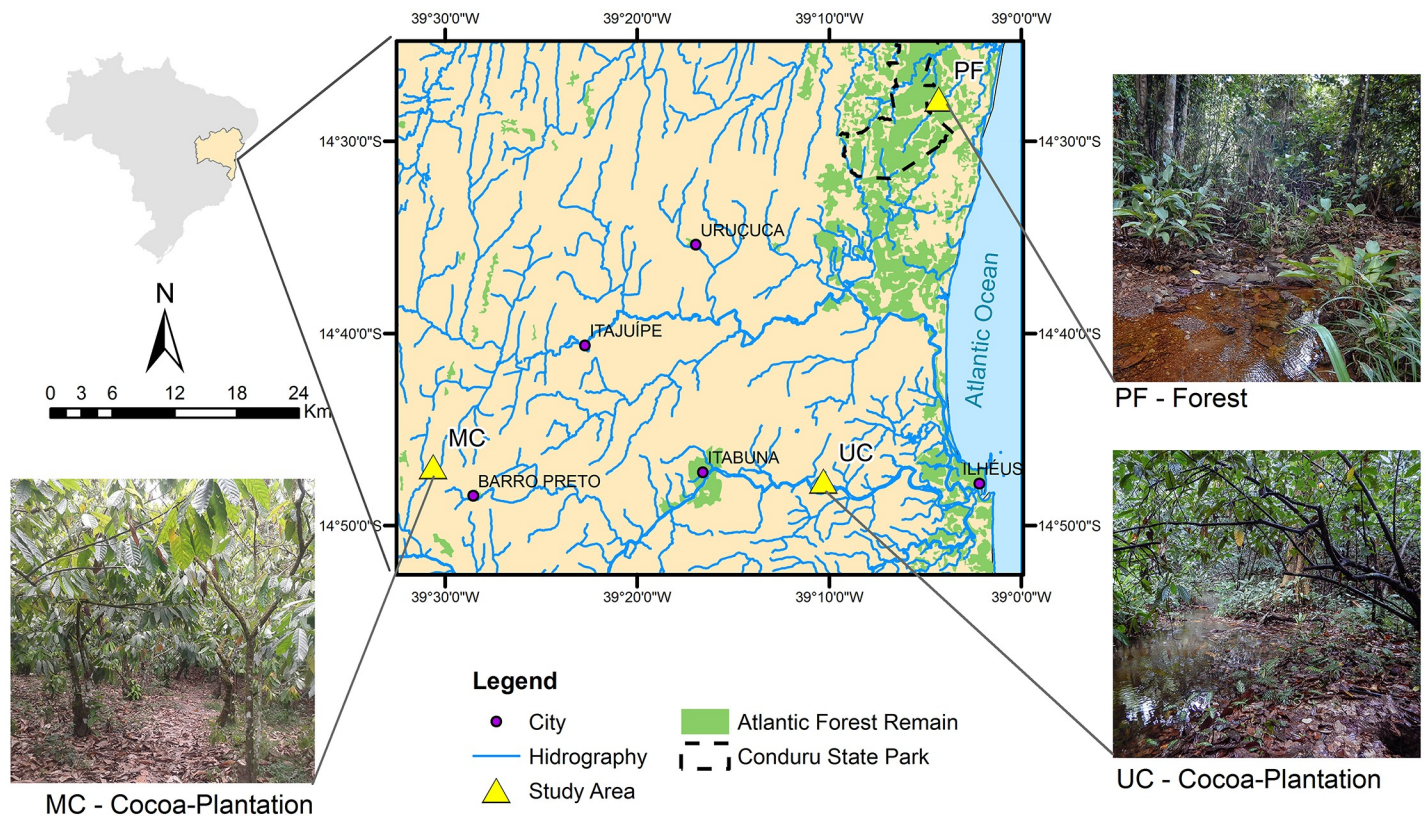 39°30'0"W 39°20'0"W 39°10'0"W 39°0'0"W
PF
14°30'0"S 14°30'0"S
URUÇUCA
Atlantic Ocean
N
ITAJUÍPE
14°40'0"S 14°40'0"S
0 3 6 12 18 24
Km
PF - Forest
MC
UC
ITABUNA
ILHÉUS
BARRO PRETO
14°50'0"S 14°50'0"S
39°30'0"W 39°20'0"W 39°10'0"W 39°0'0"W
MC - Cocoa-Plantation
UC - Cocoa-Plantation
Legend
City
Hidrography
Study Area
Atlantic Forest Remain
Conduru State Park